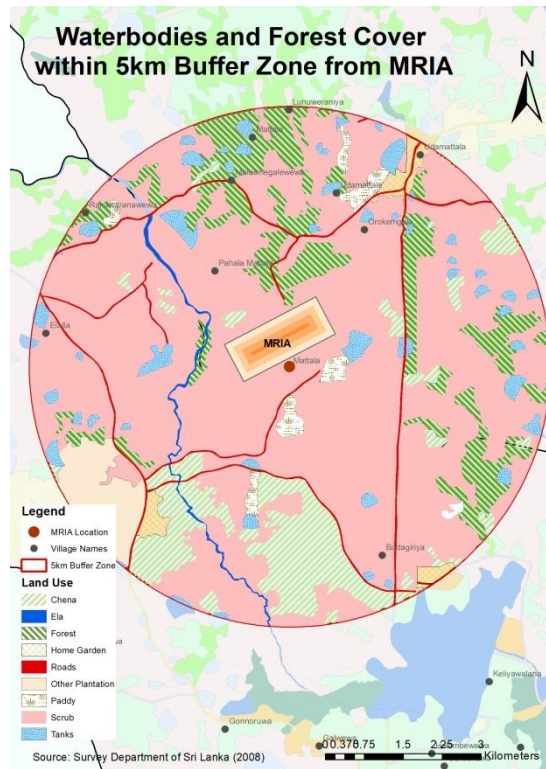 Waterbodies and Forest Cover
within 5km Buffer Zone from MRIA
N
Lunuweraniya
Mattala
Udamattala
Udamattala
Orokemgala
Pahala Mattala
MRIA
Mattala
Badagiriya
Keliyawalana
Gonnoruwa
Legend
MRIA Location
Village Names
5km Buffer Zone
Land Use
Chena
Ela
Forest
Home Garden
Roads
Other Plantation
Paddy
Scrub
Tanks
0 0.375 0.75 1.5 2.25 3
Kilometers
Source: Survey Department of Sri Lanka (2008)